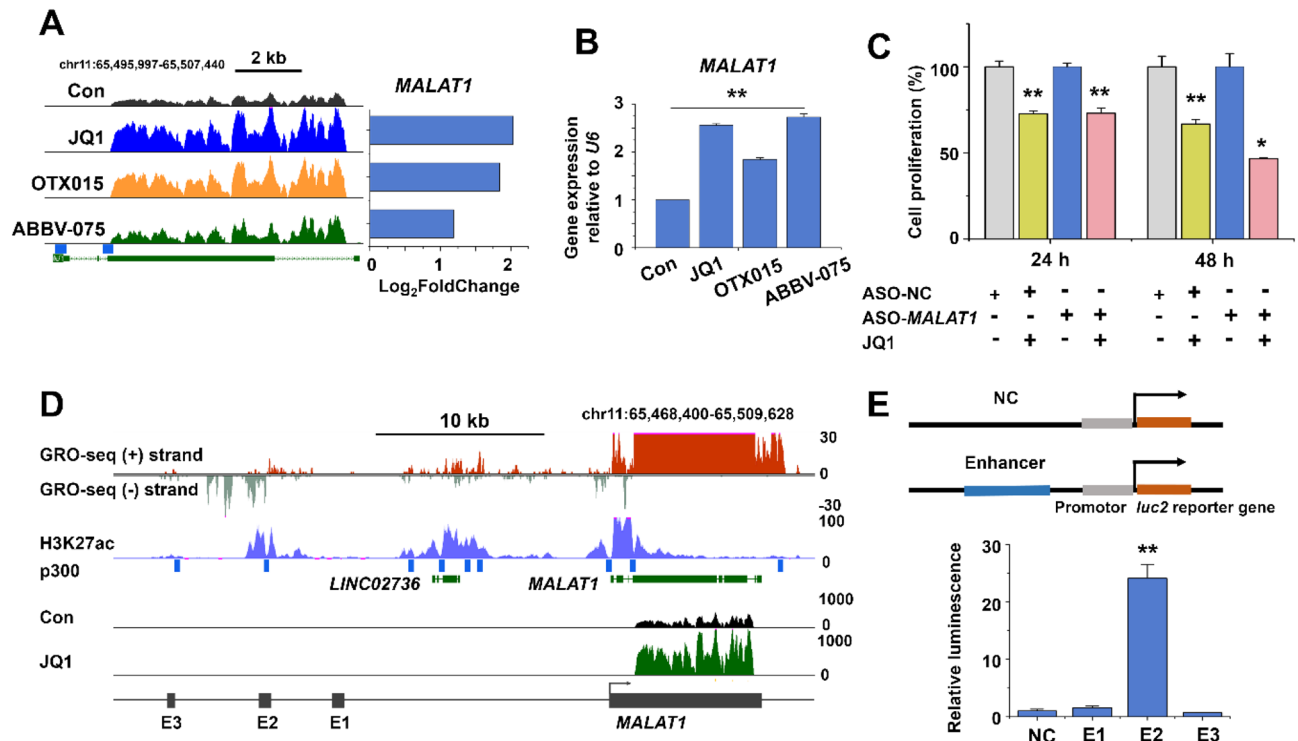 A
chr11:65,495,997-65,507,440
2 kb
Con
JQ1
OTX015
ABBV-075
MALAT1
0 1 2
Log2FoldChange
B
MALAT1
**
Gene expression
relative to U6
3
2
1
0
Con
JQ1
OTX015
ABBV-075
C
Cell proliferation (%)
100
50
0
** ** ** *
24 h 48 h
ASO-NC + + - - + + - -
ASO-MALAT1 - - + + - - + +
JQ1 - + - + - + - +
D
10 kb
chr11:65,468,400-65,509,628
GRO-seq (+) strand
30
0
GRO-seq (-) strand
-30
H3K27ac
100
p300
0
LINC02736
MALAT1
Con
1000
0
JQ1
1000
0
E3 E2 E1 MALAT1
E
NC
Enhancer
Promotor luc2 reporter gene
Relative luminescence
30
20
10
0
**
NC E1 E2 E3